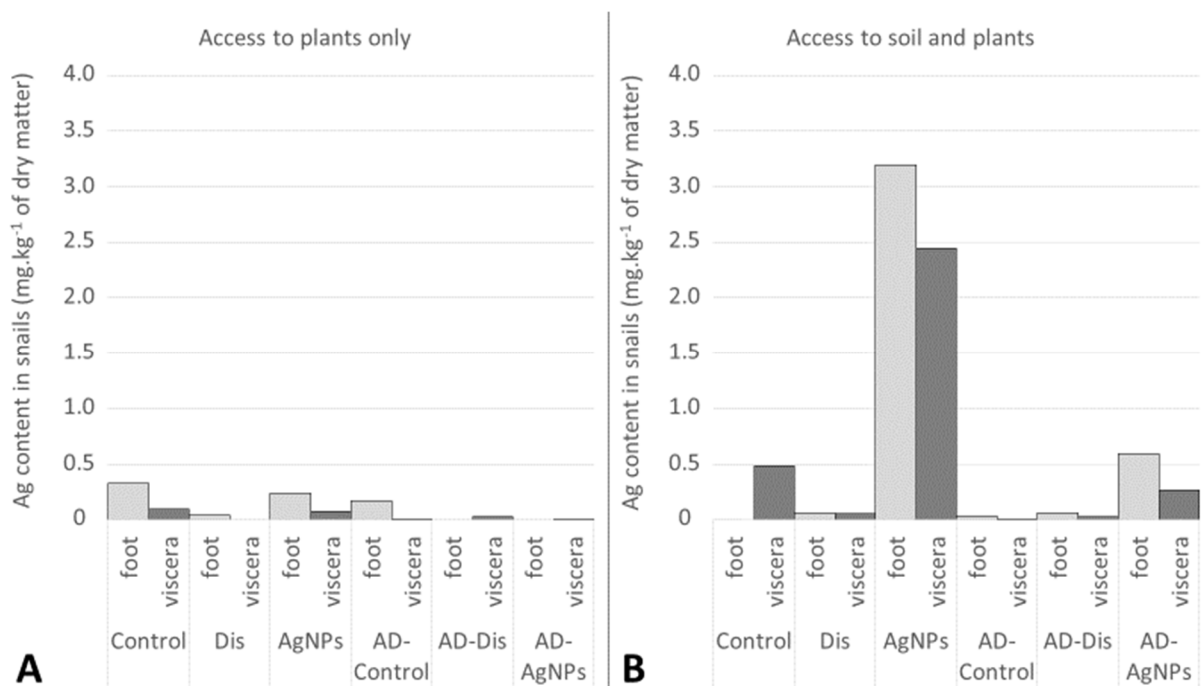 Access to plants only
Ag content in snails (mg.kg⁻¹ of dry matter)
4.0
3.5
3.0
2.5
2.0
1.5
1.0
0.5
0
foot
viscera
foot
viscera
foot
viscera
foot
viscera
foot
viscera
foot
viscera
Control
Dis
AgNPs
AD-
Control
AD-Dis
AD-
AgNPs
A
Access to soil and plants
Ag content in snails (mg.kg⁻¹ of dry matter)
4.0
3.5
3.0
2.5
2.0
1.5
1.0
0.5
0
foot
viscera
foot
viscera
foot
viscera
foot
viscera
foot
viscera
foot
viscera
Control
Dis
AgNPs
AD-
Control
AD-Dis
AD-
AgNPs
B